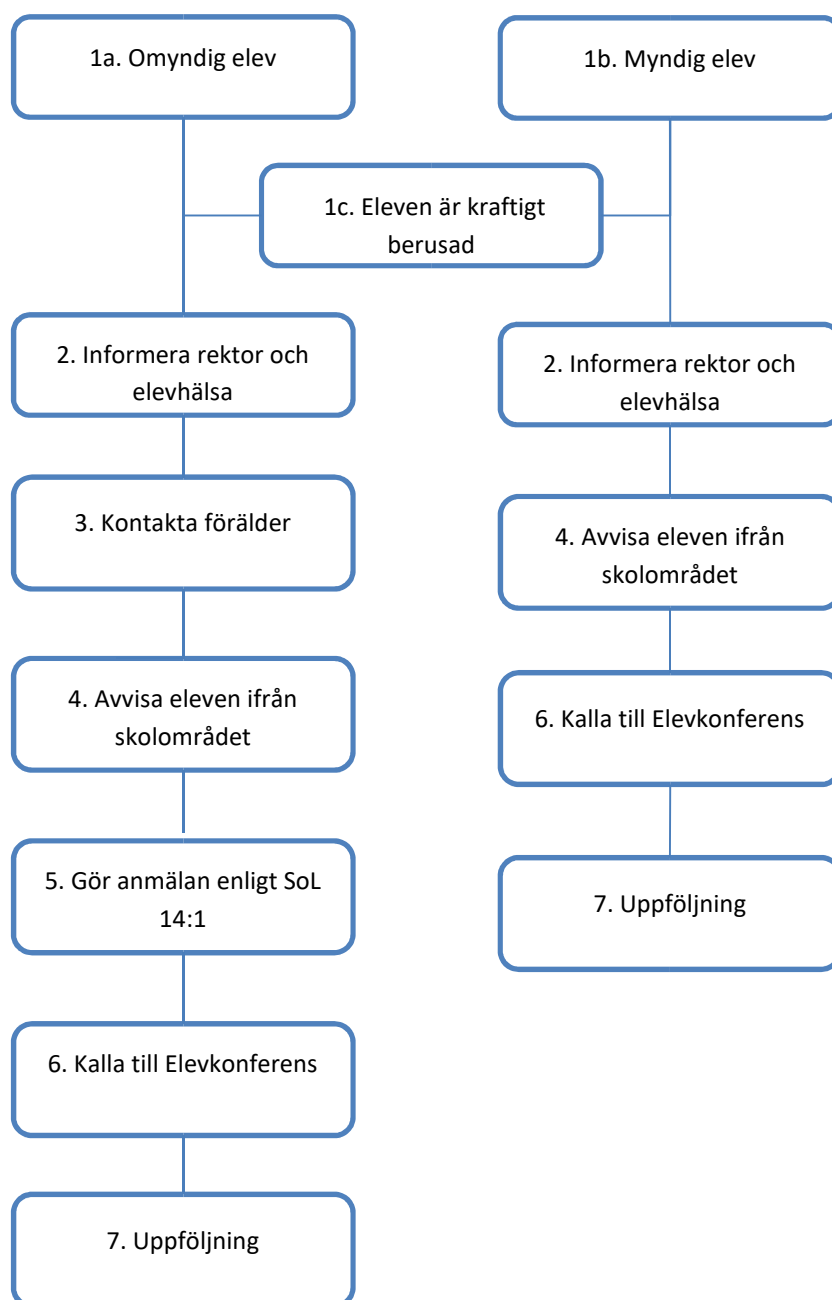 1a. Omyndig elev
1b. Myndig elev
1c. Eleven är kraftigt
berusad
2. Informera rektor och
elevhälsa
3. Kontakta förälder
4. Avvisa eleven ifrån
skolområdet
5. Gör anmälan enligt SoL
14:1
6. Kalla till Elevkonferens
7. Uppföljning
2. Informera rektor och
elevhälsa
4. Avvisa eleven ifrån
skolområdet
6. Kalla till Elevkonferens
7. Uppföljning